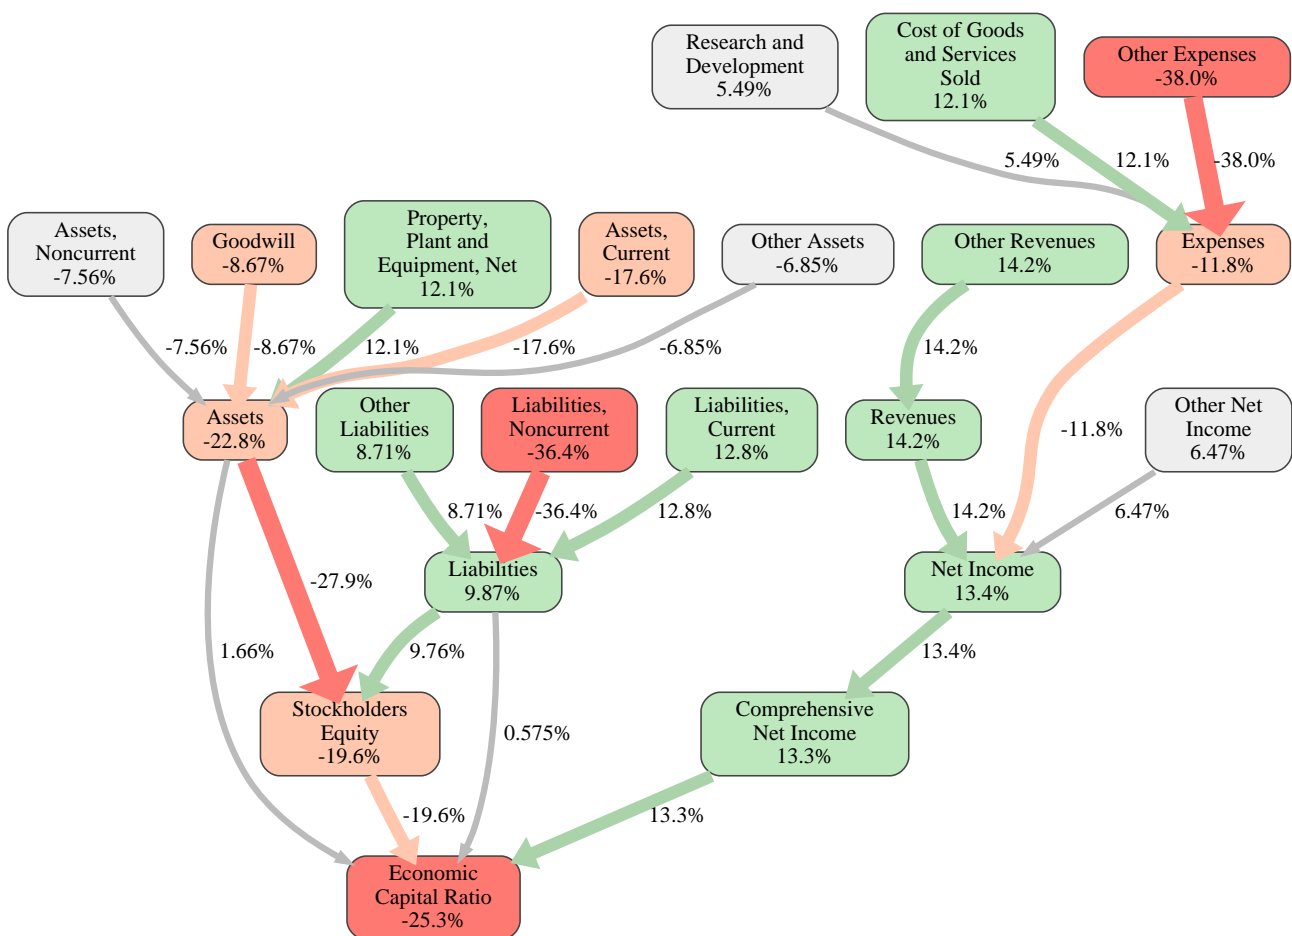 Research and
Development
5.49%
Cost of Goods
and Services
Sold
12.1%
Other Expenses
-38.0%
5.49%
12.1%
-38.0%
Assets,
Noncurrent
-7.56%
Goodwill
-8.67%
Property,
Plant and
Equipment, Net
12.1%
Assets,
Current
-17.6%
Other Assets
-6.85%
Other Revenues
14.2%
Expenses
-11.8%
-7.56%
-8.67%
12.1%
-17.6%
-6.85%
14.2%
-11.8%
Assets
-22.8%
Other
Liabilities
8.71%
Liabilities,
Noncurrent
-36.4%
Liabilities,
Current
12.8%
Revenues
14.2%
Other Net
Income
6.47%
8.71%
-36.4%
12.8%
14.2%
6.47%
-27.9%
Liabilities
9.87%
Net Income
13.4%
1.66%
9.76%
13.4%
Stockholders
Equity
-19.6%
0.575%
Comprehensive
Net Income
13.3%
-19.6%
13.3%
Economic
Capital Ratio
-25.3%